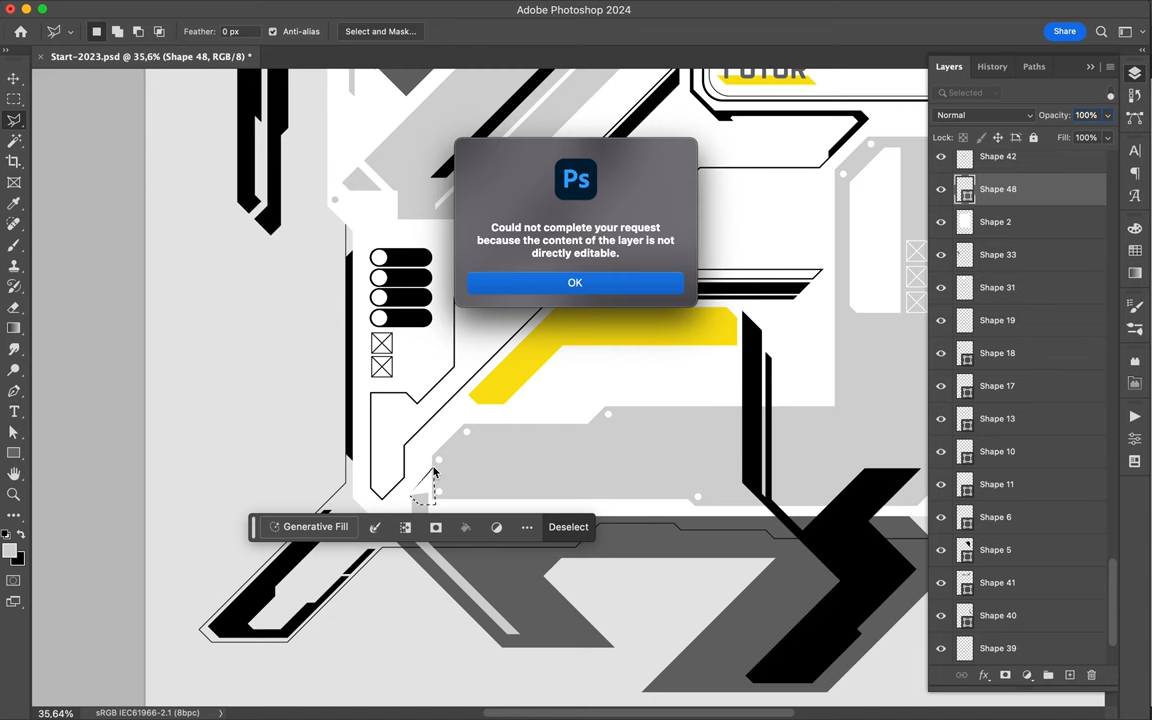 Adobe Photoshop 2024
Feather: 0 px
Anti-alias
Select and Mask...
Share
Start-2023.psd @ 35,6% (Shape 48, RGB/8) *
Layers
History
Paths
Selected
Normal
Opacity: 100%
Lock:
Fill: 100%
Shape 42
Shape 48
Shape 2
Shape 33
Shape 31
Shape 19
Shape 18
Shape 17
Shape 13
Shape 10
Shape 11
Shape 6
Shape 5
Shape 41
Shape 40
Shape 39
FUTUR
Ps
Could not complete your request
because the content of the layer is not
directly editable.
OK
Generative Fill
Deselect
35,64%
sRGB IEC61966-2.1 (8bpc)